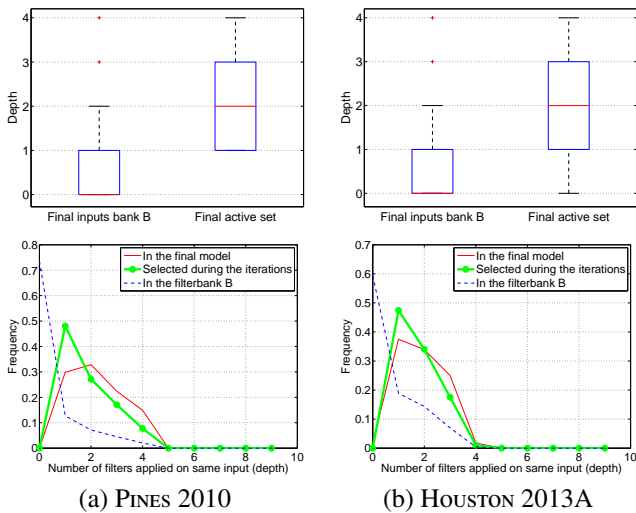 4
3
2
1
0
Depth
Final inputs bank B
Final active set
4
3
2
1
0
Depth
Final inputs bank B
Final active set
0.8
0.7
0.6
0.5
0.4
0.3
0.2
0.1
0
Frequency
In the final model
Selected during the iterations
In the filterbank B
0 2 4 6 8 10
Number of filters applied on same input (depth)
0.7
0.6
0.5
0.4
0.3
0.2
0.1
0
Frequency
In the final model
Selected during the iterations
In the filterbank B
0 2 4 6 8 10
Number of filters applied on same input (depth)
(a) PINES 2010
(b) HOUSTON 2013A